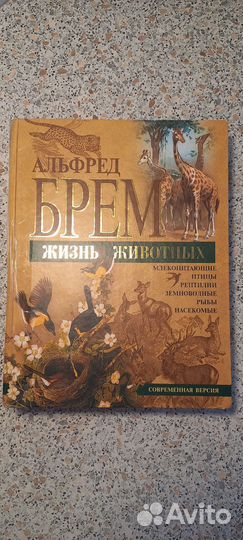 АЛЬФРЕД
БРЕМ
ЖИЗНЬ ЖИВОТНЫХ
МЛЕКОПИТАЮЩИЕ
ПТИЦЫ
РЕПТИЛИИ
ЗЕМНОВОДНЫЕ
РЫБЫ
НАСЕКОМЫЕ
СОВРЕМЕННАЯ ВЕРСИЯ
Avito